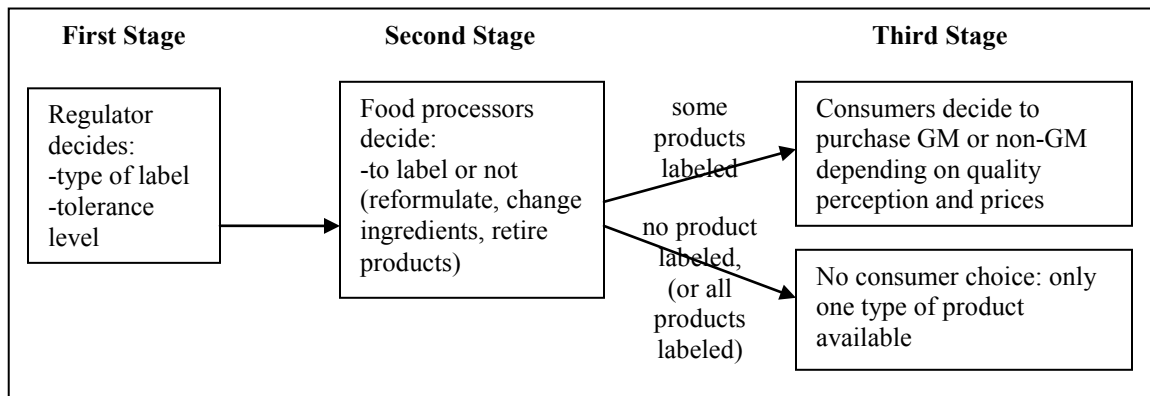 First Stage
Second Stage
Third Stage
Regulator
decides:
-type of label
-tolerance
level
Food processors
decide:
-to label or not
(reformulate, change
ingredients, retire
products)
some
products
labeled
no product
labeled,
(or all
products
labeled)
Consumers decide to
purchase GM or non-GM
depending on quality
perception and prices
No consumer choice: only
one type of product
available